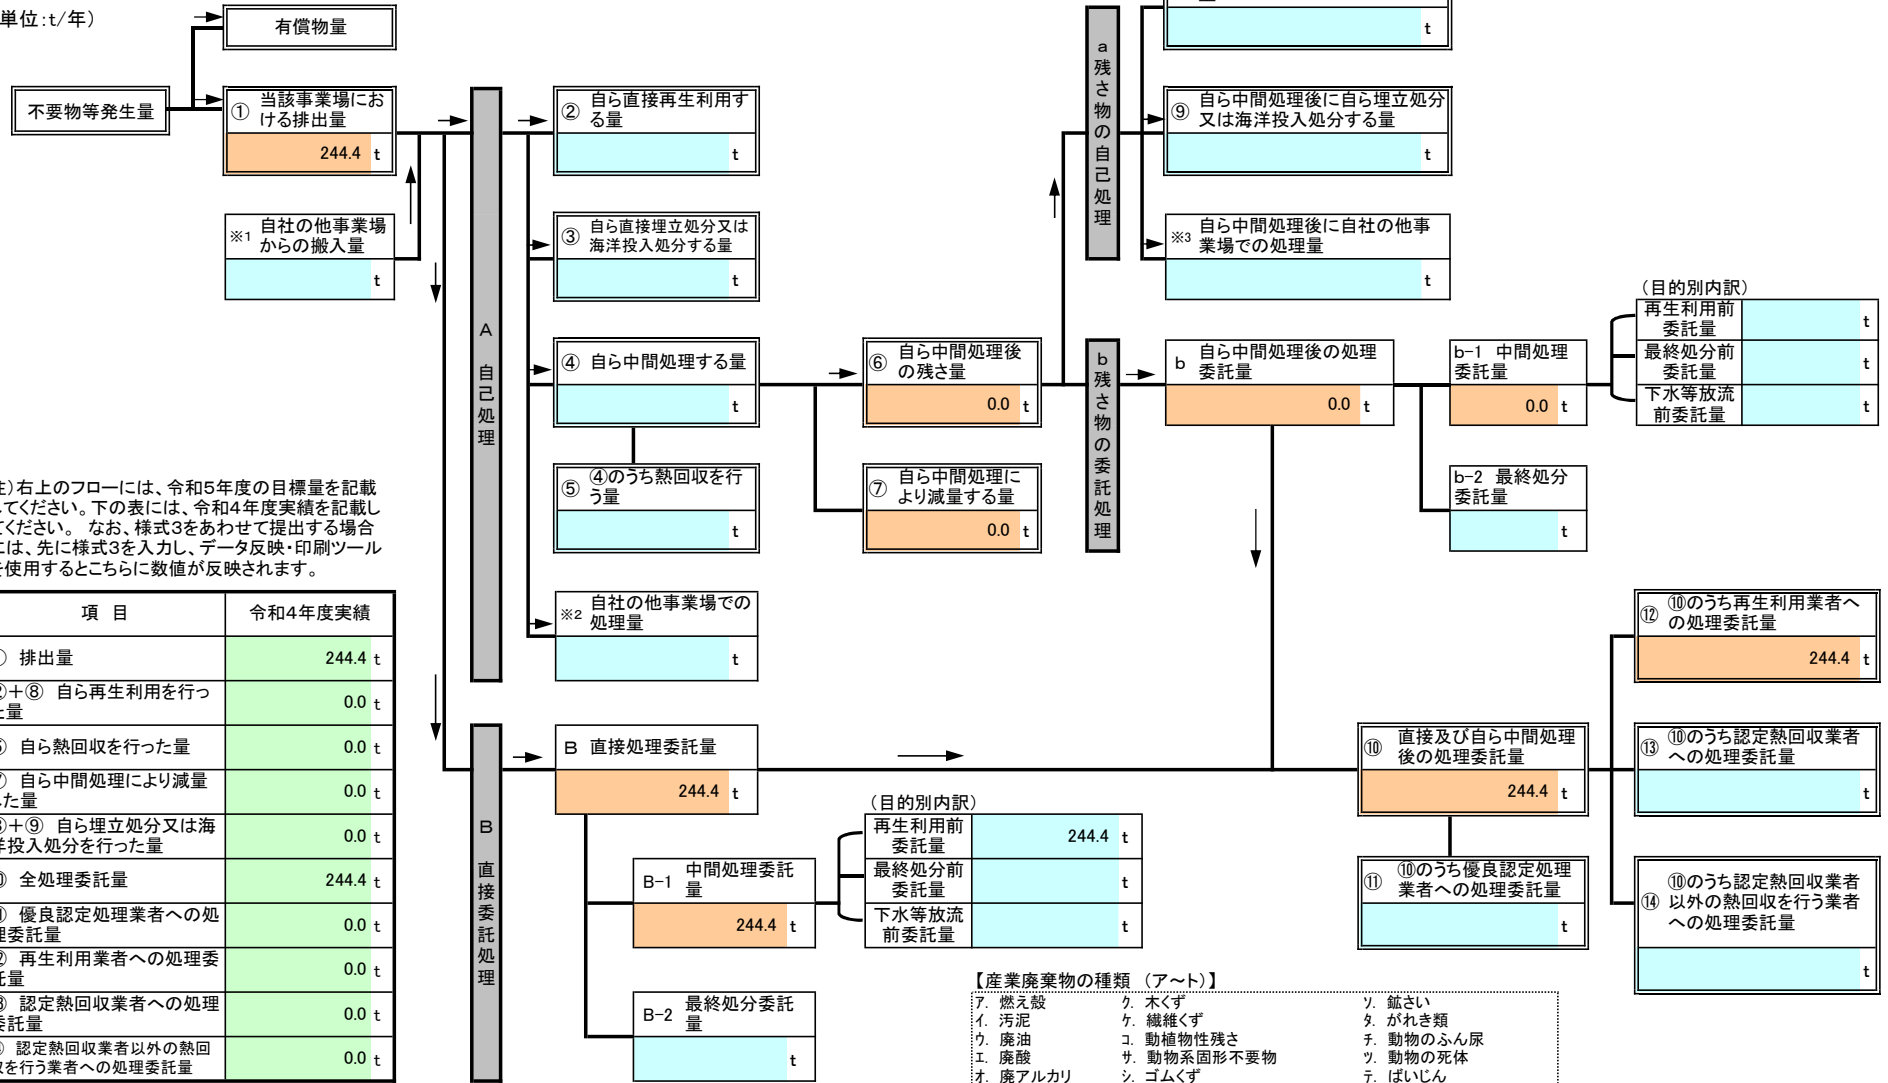 単位:t/年）
有償物量
不要物等発生量
① 当該事業場にお
ける排出量
244.4 t
※1 自社の他事業場
からの搬入量
t
A 自己処理
② 自ら直接再生利用す
る量
t
③ 自ら直接埋立処分又は
海洋投入処分する量
t
④ 自ら中間処理する量
t
⑤ ④のうち熱回収を行
う量
t
※2 自社の他事業場での
処理量
t
⑥ 自ら中間処理後
の残さ量
0.0 t
⑦ 自ら中間処理に
より減量する量
0.0 t
a 残さ物の自己処理
t
⑨ 自ら中間処理後に自ら埋立処分
又は海洋投入処分する量
t
※3 自ら中間処理後に自社の他事
業場での処理量
t
b 残さ物の委託処理
b 自ら中間処理後の処理
委託量
0.0 t
b-1 中間処理
委託量
0.0 t
b-2 最終処分
委託量
t
（目的別内訳）
再生利用前
委託量
t
最終処分前
委託量
t
下水等放流
前委託量
t
)右上のフローには、令和5年度の目標量を記載
してください。下の表には、令和4年度実績を記載し
てください。 なお、様式3をあわせて提出する場合
には、先に様式3を入力し、データ反映・印刷ツール
を使用するとこちらに数値が反映されます。
項 目 令和4年度実績
排出量 244.4 t
+⑧ 自ら再生利用を行っ
た量 0.0 t
自ら熱回収を行った量 0.0 t
自ら中間処理により減量
した量 0.0 t
+⑨ 自ら埋立処分又は海
洋投入処分を行った量 0.0 t
全処理委託量 244.4 t
優良認定処理業者への処
理委託量 0.0 t
再生利用業者への処理委
託量 0.0 t
認定熱回収業者への処理
委託量 0.0 t
認定熱回収業者以外の熱回
収を行う業者への処理委託量 0.0 t
B 直接委託処理
B 直接処理委託量
244.4 t
B-1 中間処理委託
量
244.4 t
B-2 最終処分委託
量
t
（目的別内訳）
再生利用前
委託量
244.4 t
最終処分前
委託量
t
下水等放流
前委託量
t
⑩ 直接及び自ら中間処理
後の処理委託量
244.4 t
⑪ ⑩のうち優良認定処理
業者への処理委託量
t
⑫ ⑩のうち再生利用業者へ
の処理委託量
244.4 t
⑬ ⑩のうち認定熱回収業者
への処理委託量
t
⑭ ⑩のうち認定熱回収業者
以外の熱回収を行う業者
への処理委託量
t
【産業廃棄物の種類 （ア～ト）】
ア. 燃え殻 ク. 木くず ソ. 鉱さい
イ. 汚泥 ケ. 繊維くず タ. がれき類
ウ. 廃油 コ. 動植物性残さ チ. 動物のふん尿
エ. 廃酸 サ. 動物系固形不要物 ツ. 動物の死体
オ. 廃アルカリ シ. ゴムくず テ. ばいじん